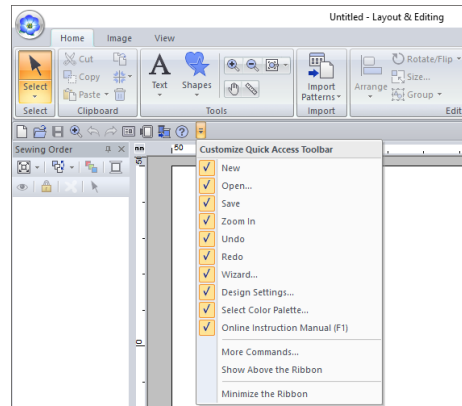 Untitled - Layout & Editing
Home Image View
Select
Cut
Copy
Paste
Text
Shapes
Import
Patterns
Arrange
Rotate/Flip
Size...
Group
Select Clipboard Tools Import Edit
Sewing Order
50
Customize Quick Access Toolbar
New
Open...
Save
Zoom In
Undo
Redo
Wizard...
Design Settings...
Select Color Palette...
Online Instruction Manual (F1)
More Commands...
Show Above the Ribbon
Minimize the Ribbon